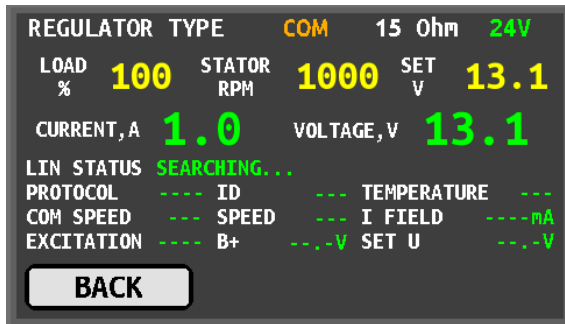 REGULATOR TYPE COM 15 Ohm 24V
LOAD % 100 STATOR RPM 1000 SET V 13.1
CURRENT,A 1.0 VOLTAGE,V 13.1
LIN STATUS SEARCHING...
PROTOCOL ---- ID --- TEMPERATURE ---
COM SPEED --- SPEED --- I FIELD ----mA
EXCITATION ---- B+ --.-V SET U --.-V
BACK